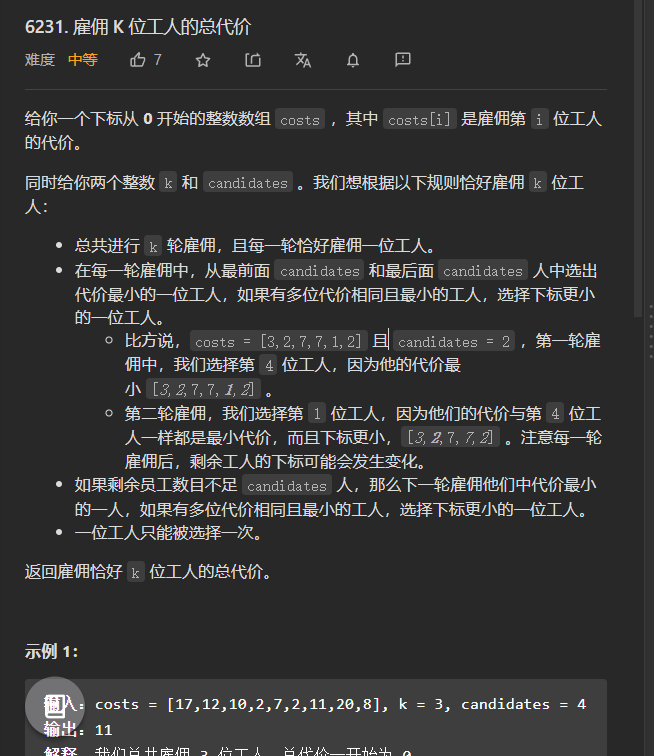 6231. 雇佣 K 位工人的总代价
难度 中等 7
给你一个下标从 0 开始的整数数组 costs ，其中 costs[i] 是雇佣第 i 位工人
的代价。
同时给你两个整数 k 和 candidates 。我们想根据以下规则恰好雇佣 k 位工
人：
• 总共进行 k 轮雇佣，且每一轮恰好雇佣一位工人。
• 在每一轮雇佣中，从最前面 candidates 和最后面 candidates 人中选出
代价最小的一位工人，如果有多位代价相同且最小的工人，选择下标更小
的一位工人。
◦ 比方说，costs = [3,2,7,7,1,2] 且 candidates = 2 ，第一轮雇
佣中，我们选择第 4 位工人，因为他的代价最
小 [3,2,7,7,1,2] 。
◦ 第二轮雇佣，我们选择第 1 位工人，因为他们的代价与第 4 位工
人一样都是最小代价，而且下标更小，[3,2,7,7,2] 。注意每一轮
雇佣后，剩余工人的下标可能会发生变化。
• 如果剩余员工数目不足 candidates 人，那么下一轮雇佣他们中代价最小
的一人，如果有多位代价相同且最小的工人，选择下标更小的一位工人。
• 一位工人只能被选择一次。
返回雇佣恰好 k 位工人的总代价。
示例 1：
输入：costs = [17,12,10,2,7,2,11,20,8], k = 3, candidates = 4
输出：11
解释：我们总共雇佣 3 位工人。总代价一开始为 0